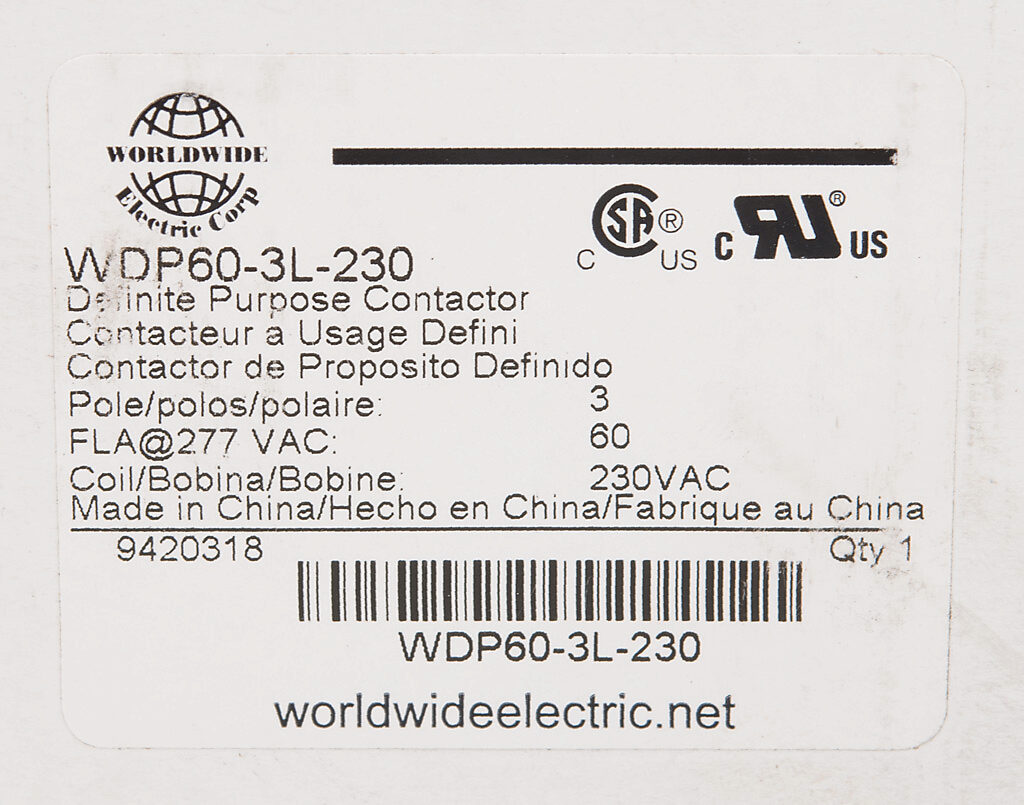 WORLDWIDE
Electric Corp
C SA ® US
C RU ® US
WDP60-3L-230
Definite Purpose Contactor
Contacteur a Usage Defini
Contactor de Proposito Definido
Pole/polos/polaire: 3
FLA@277 VAC: 60
Coil/Bobina/Bobine: 230VAC
Made in China/Hecho en China/Fabrique au China
9420318 Qty 1
WDP60-3L-230
worldwideelectric.net